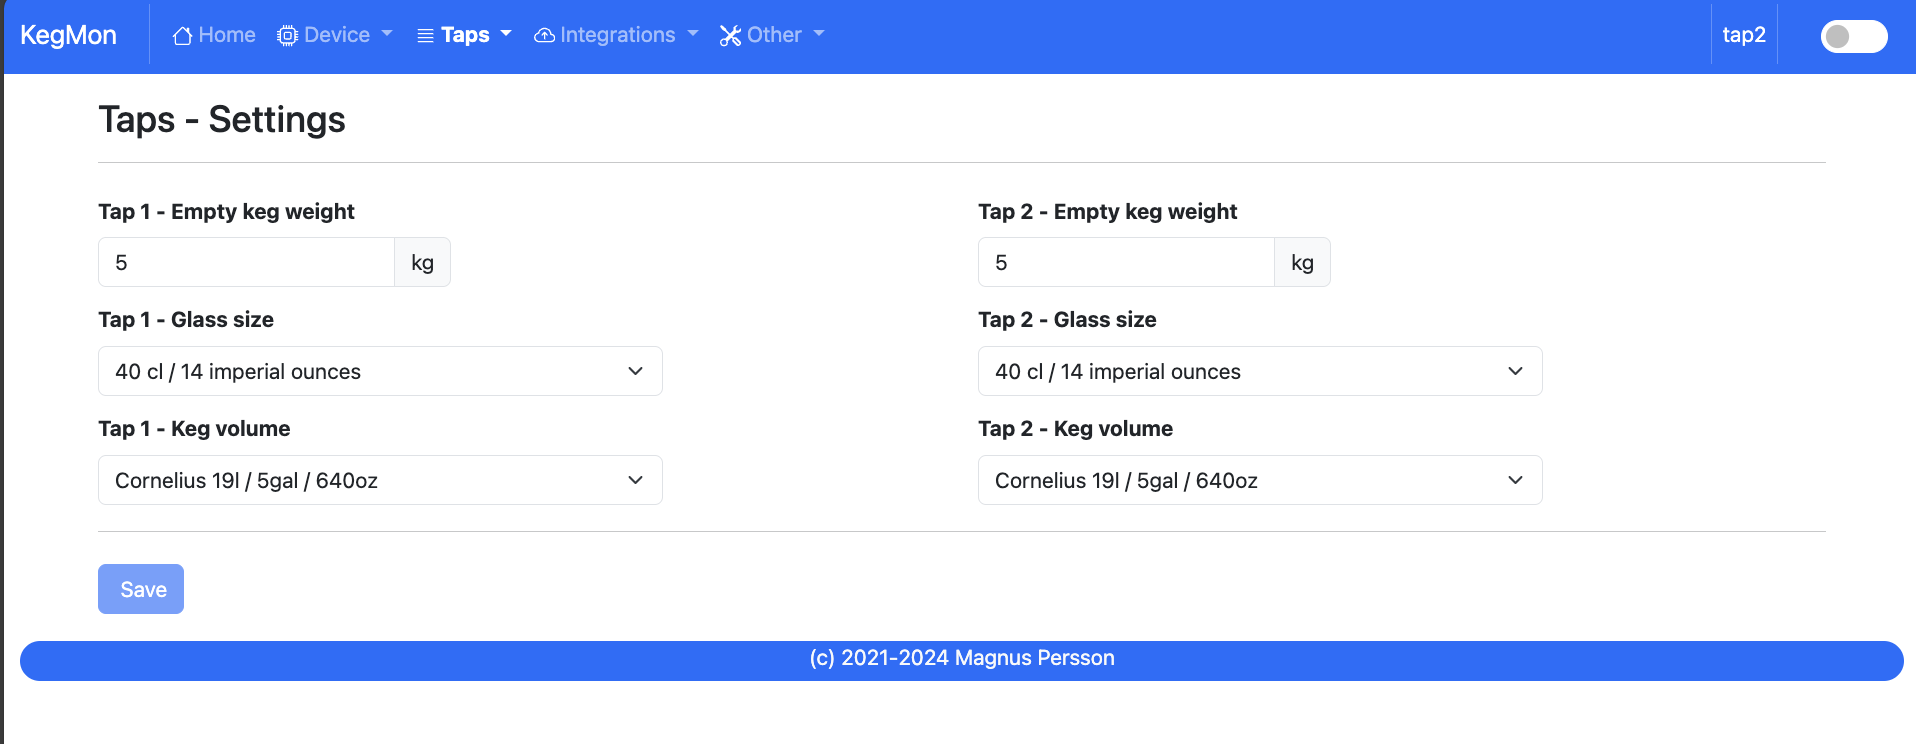 KegMon Home Device Taps Integrations Other tap2
Taps - Settings
Tap 1 - Empty keg weight
5 kg
Tap 1 - Glass size
40 cl / 14 imperial ounces
Tap 1 - Keg volume
Cornelius 19l / 5gal / 640oz
Tap 2 - Empty keg weight
5 kg
Tap 2 - Glass size
40 cl / 14 imperial ounces
Tap 2 - Keg volume
Cornelius 19l / 5gal / 640oz
Save
(c) 2021-2024 Magnus Persson